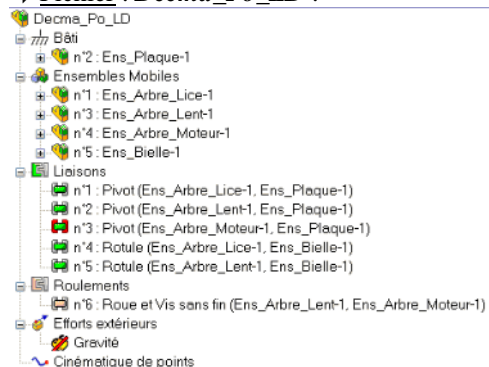 Decma_Po_LD
Bâti
n°2 : Ens_Plaque-1
Ensembles Mobiles
n°1 : Ens_Arbre_Lice-1
n°3 : Ens_Arbre_Lent-1
n°4 : Ens_Arbre_Moteur-1
n°5 : Ens_Bielle-1
Liaisons
n°1 : Pivot (Ens_Arbre_Lice-1, Ens_Plaque-1)
n°2 : Pivot (Ens_Arbre_Lent-1, Ens_Plaque-1)
n°3 : Pivot (Ens_Arbre_Moteur-1, Ens_Plaque-1)
n°4 : Rotule (Ens_Arbre_Lice-1, Ens_Bielle-1)
n°5 : Rotule (Ens_Arbre_Lent-1, Ens_Bielle-1)
Roulements
n°6 : Roue et Vis sans fin (Ens_Arbre_Lent-1, Ens_Arbre_Moteur-1)
Efforts extérieurs
Gravité
Cinématique de points